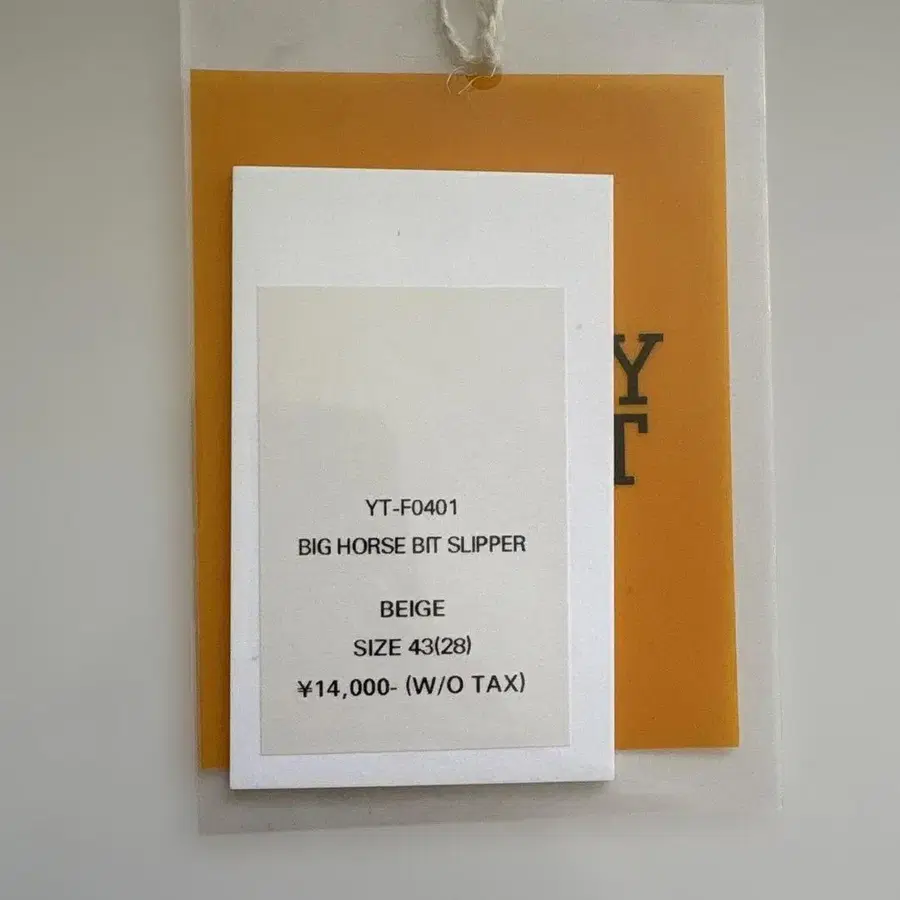 Y
T
YT-F0401
BIG HORSE BIT SLIPPER
BEIGE
SIZE 43(28)
¥14,000- (W/O TAX)